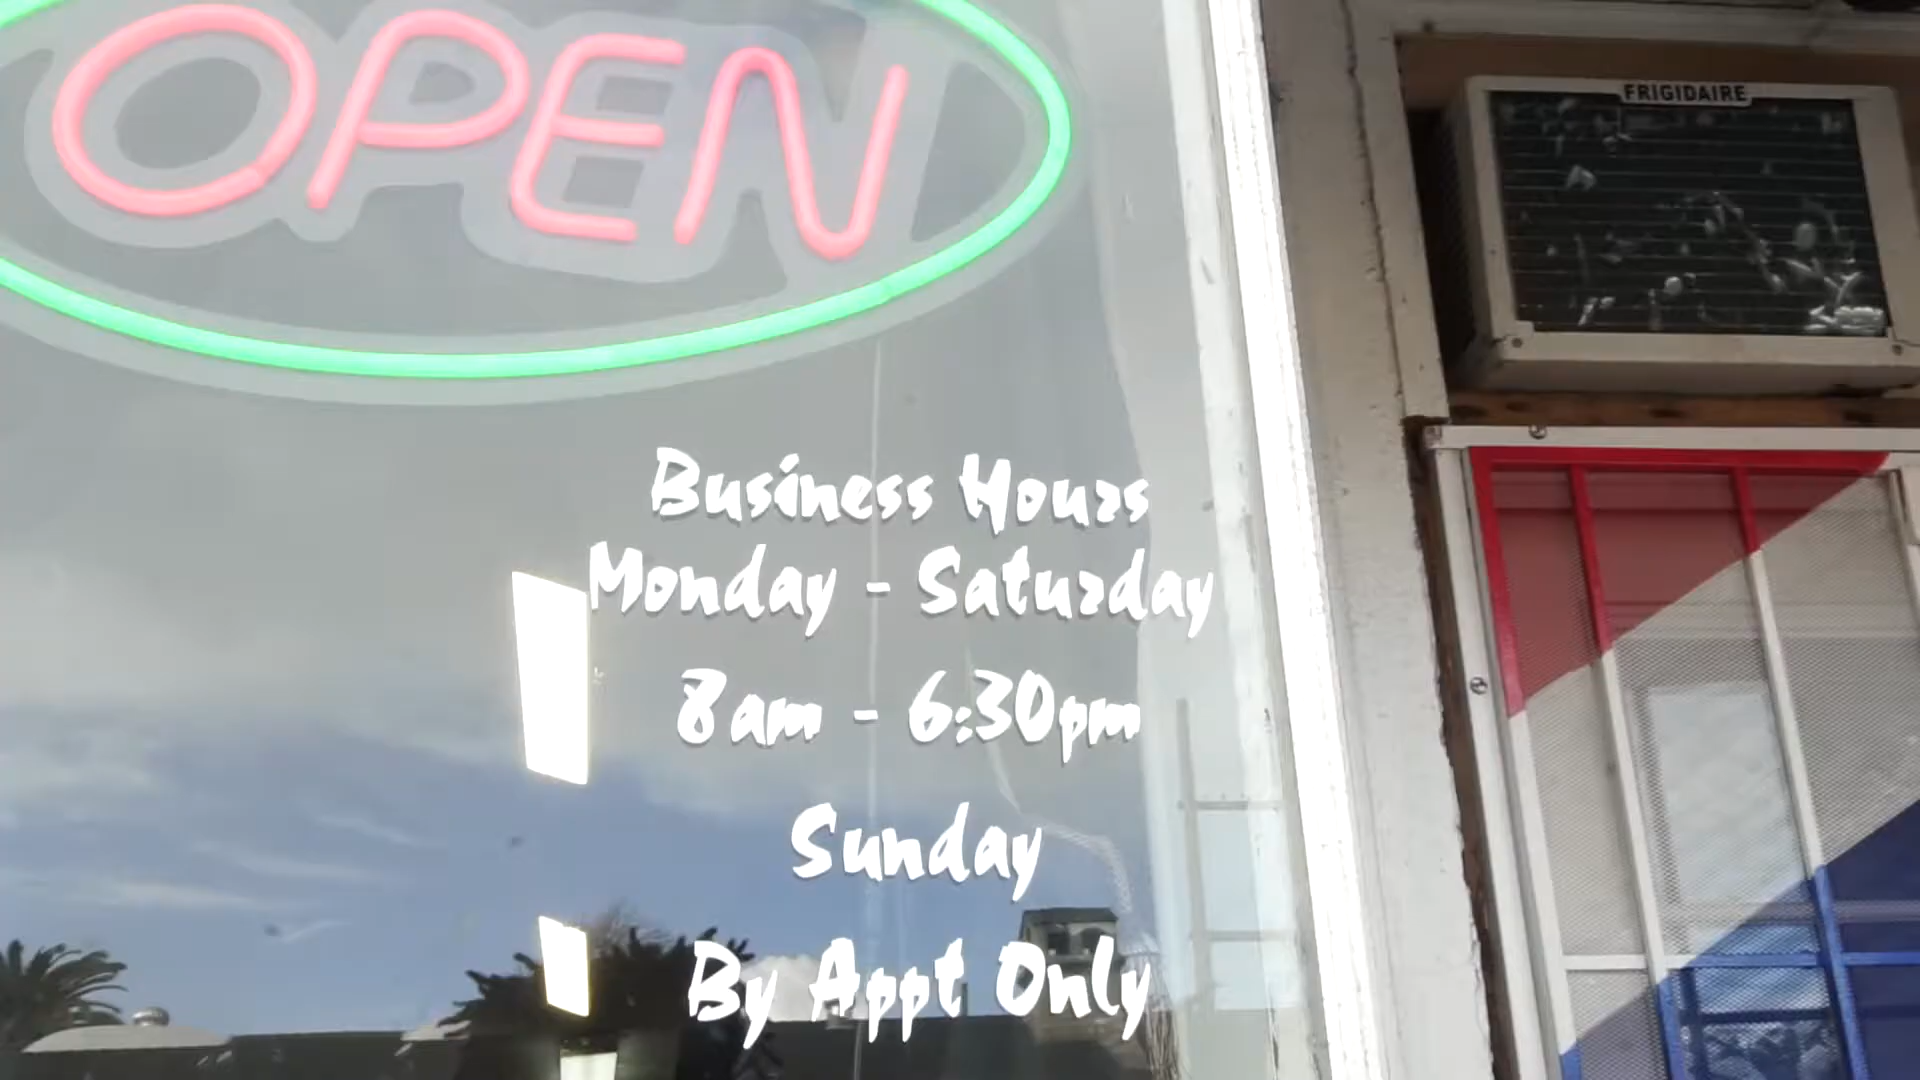 OPEN
FRIGIDAIRE
Business Hours
Monday - Saturday
8am - 6:30pm
Sunday
By Appt Only